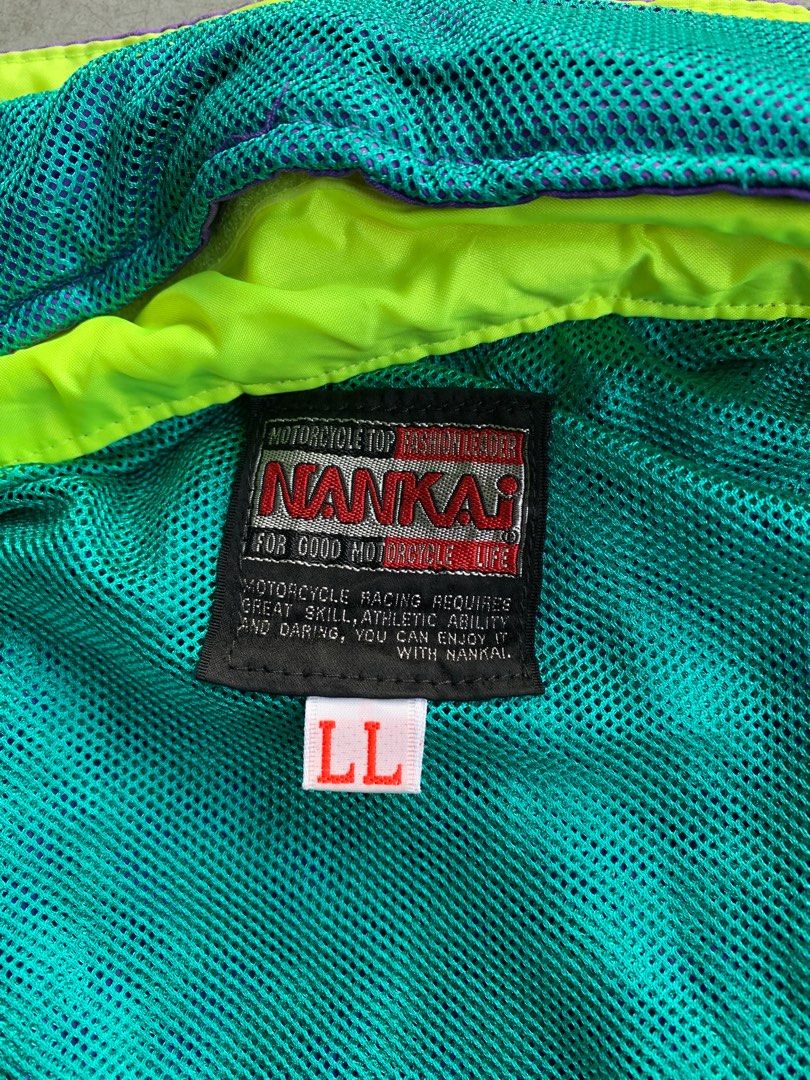 MOTORCYCLE TOP FASHION LEADER
NANKAi®
FOR GOOD MOTORCYCLE LIFE
MOTORCYCLE RACING REQUIRES
GREAT SKILL, ATHLETIC ABILITY
AND DARING, YOU CAN ENJOY IT
WITH NANKAI.
LL